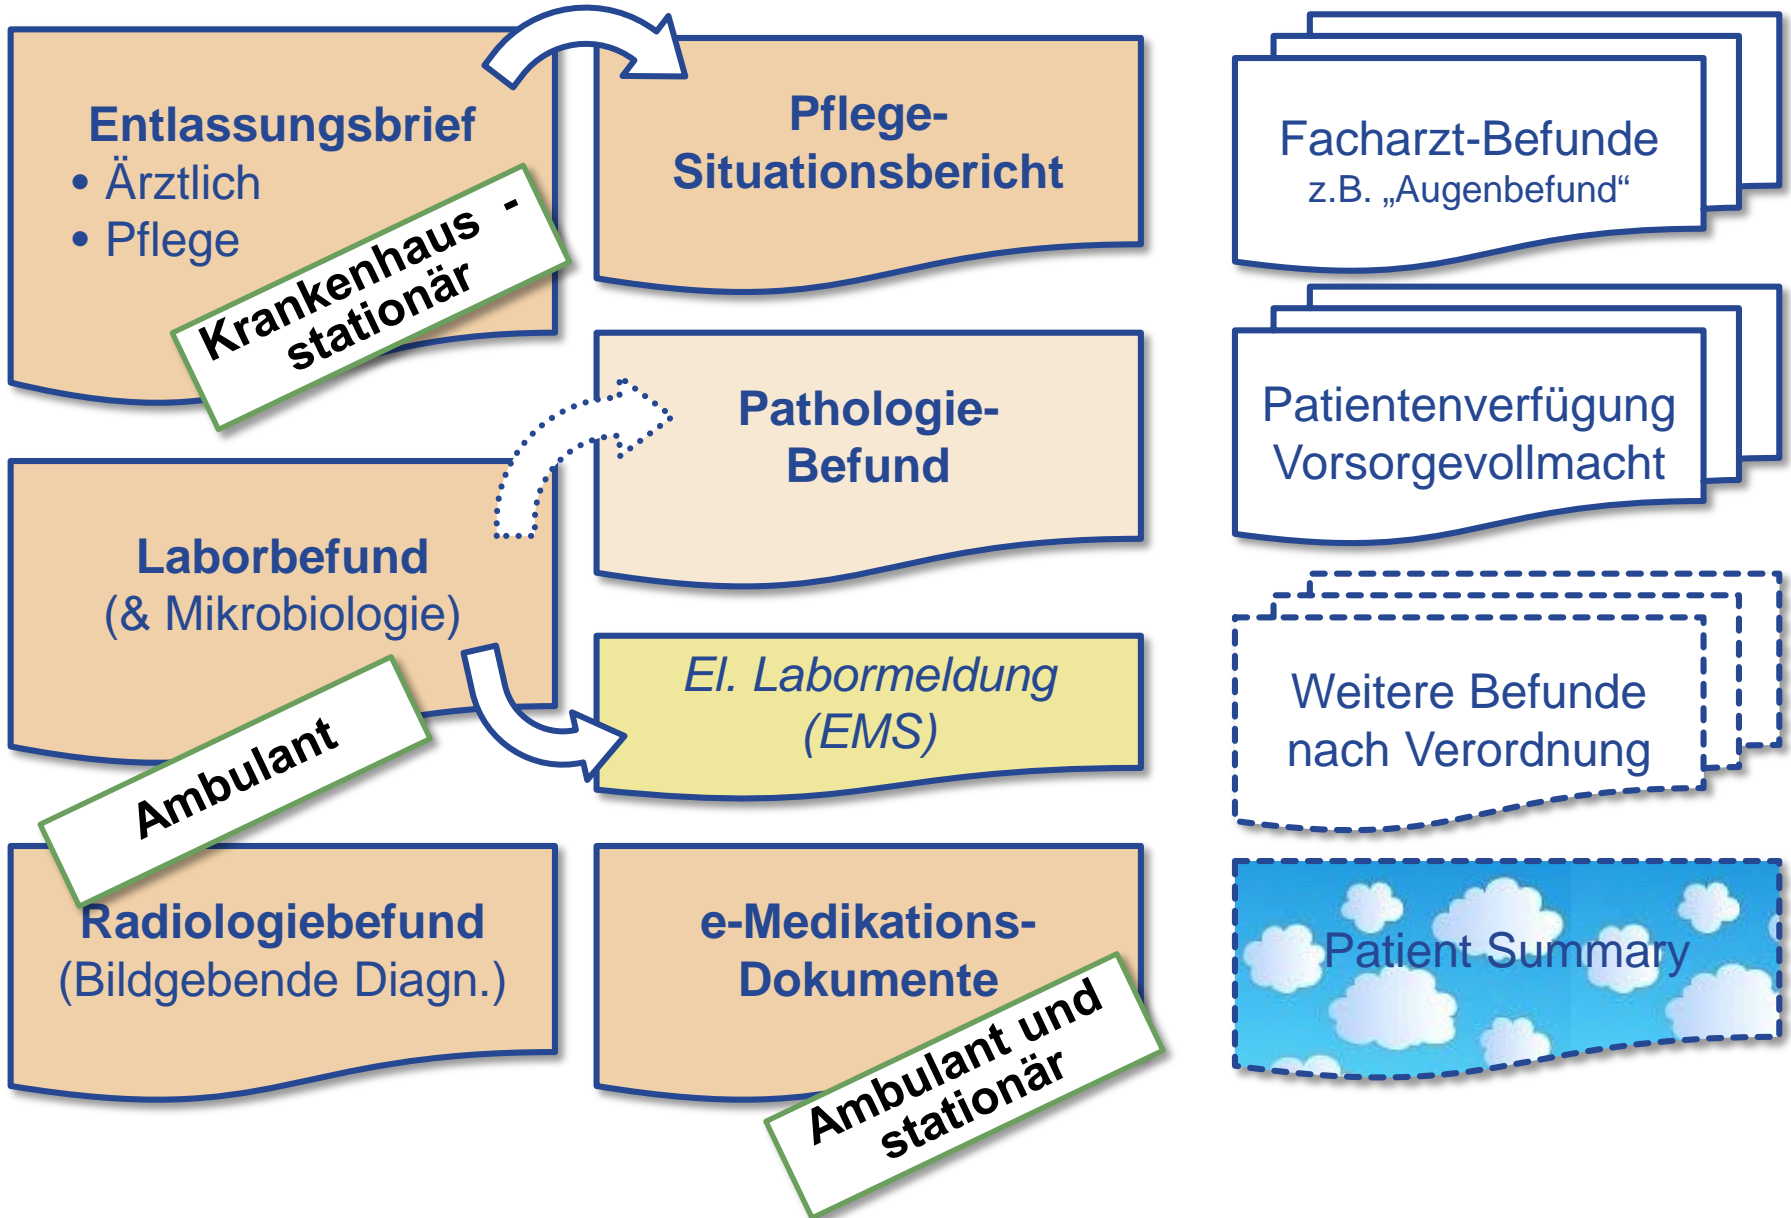 Entlassungsbrief
• Ärztlich
• Pflege
Krankenhaus -
stationär
Pflege-
Situationsbericht
Facharzt-Befunde
z.B. „Augenbefund“
Pathologie-
Befund
Patientenverfügung
Vorsorgevollmacht
Laborbefund
(& Mikrobiologie)
Ambulant
El. Labormeldung
(EMS)
Weitere Befunde
nach Verordnung
Radiologiebefund
(Bildgebende Diagn.)
e-Medikations-
Dokumente
Ambulant und
stationär
Patient Summary